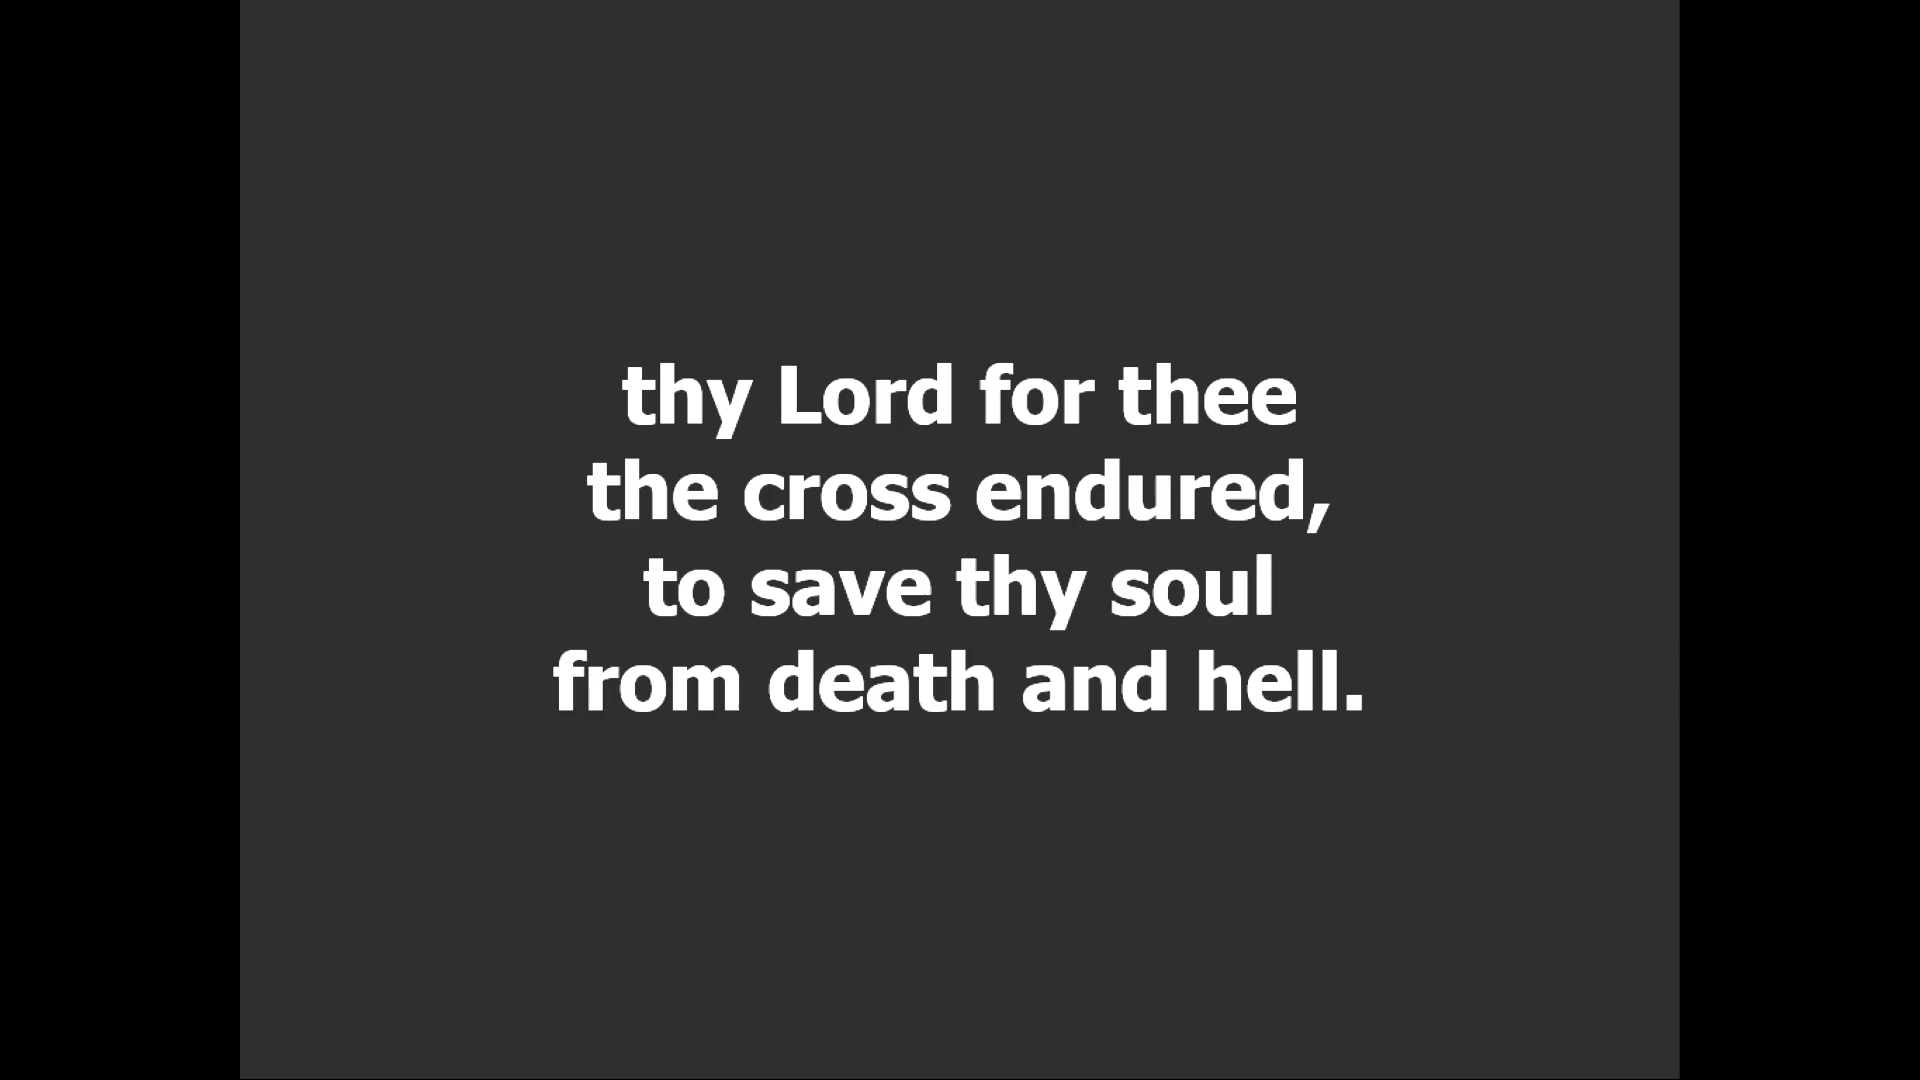 thy Lord for thee
the cross endured,
to save thy soul
from death and hell.